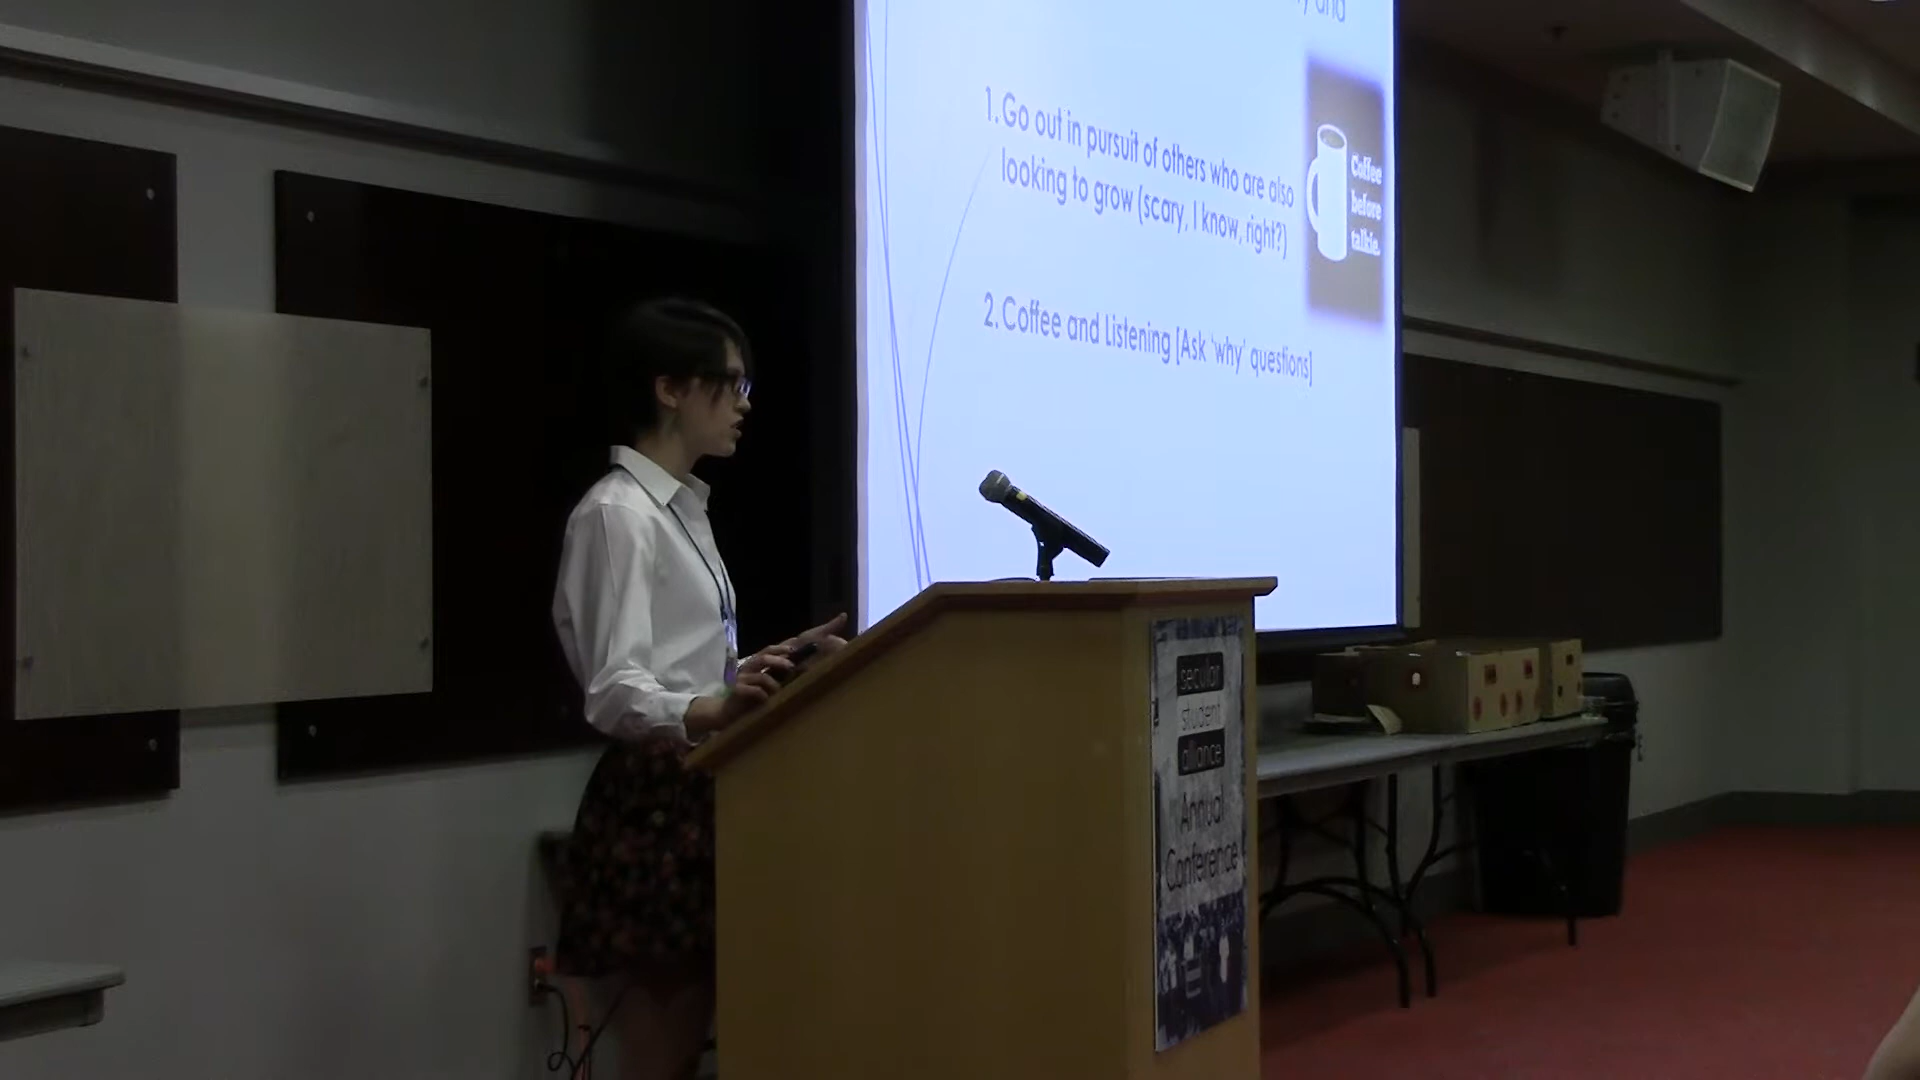 and
1. Go out in pursuit of others who are also
looking to grow (scary, I know, right?)
2. Coffee and Listening [Ask 'why' questions]
Coffee
before
talkie.
secular
student
alliance
Annual
Conference